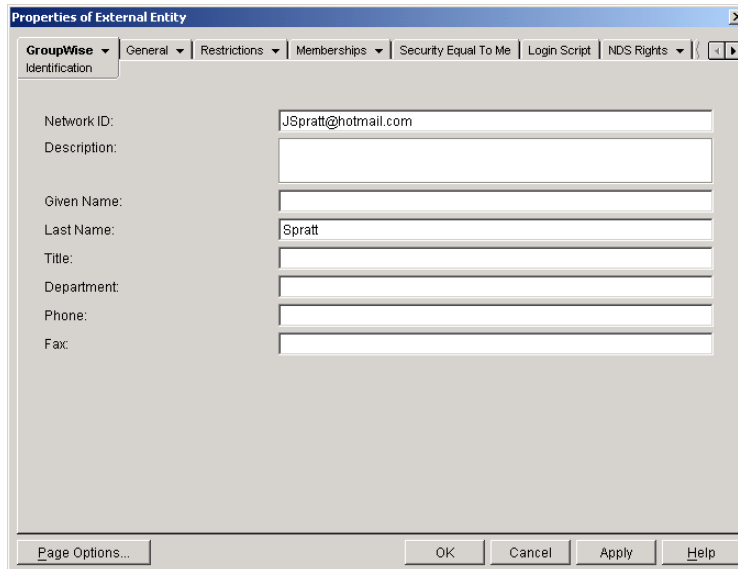 Properties of External Entity
GroupWise General Restrictions Memberships Security Equal To Me Login Script NDS Rights
Identification
Network ID: JSpratt@hotmail.com
Description:
Given Name:
Last Name: Spratt
Title:
Department:
Phone:
Fax:
Page Options... OK Cancel Apply Help